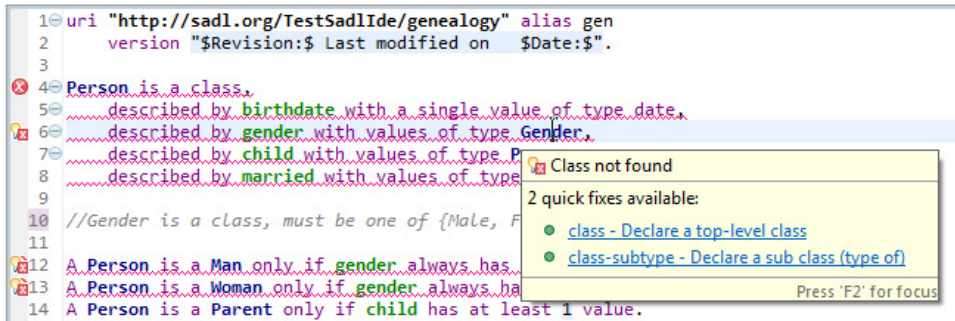 1 uri "http://sadl.org/TestSadlIde/genealogy" alias gen
2 version "$Revision:$ Last modified on   $Date:$".
3
4 Person is a class,
5 described by birthdate with a single value of type date,
6 described by gender with values of type Gender,
7 described by child with values of type P
8 described by married with values of type
9
10 //Gender is a class, must be one of {Male, F
11
12 A Person is a Man only if gender always has
13 A Person is a Woman only if gender always ha
14 A Person is a Parent only if child has at least 1 value.
Class not found
2 quick fixes available:
class - Declare a top-level class
class-subtype - Declare a sub class (type of)
Press 'F2' for focus